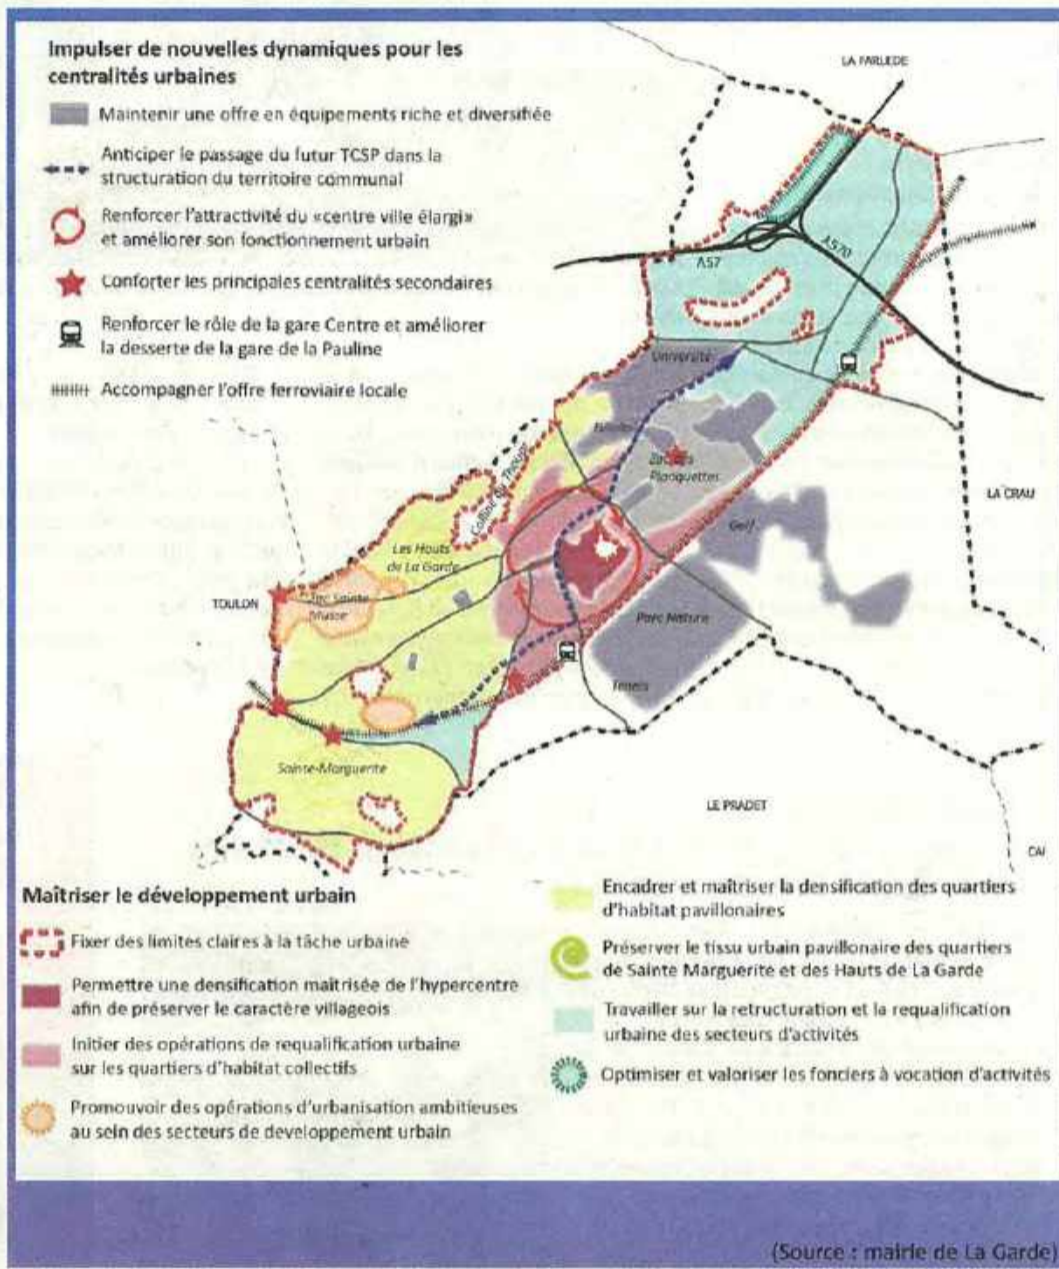 Impulser de nouvelles dynamiques pour les
centralités urbaines
Maintenir une offre en équipements riche et diversifiée
Anticiper le passage du futur TCSP dans la
structuration du territoire communal
Renforcer l'attractivité du «centre ville élargi»
et améliorer son fonctionnement urbain
Conforter les principales centralités secondaires
Renforcer le rôle de la gare Centre et améliorer
la desserte de la gare de la Pauline
Accompagner l'offre ferroviaire locale
LA FARLEDE
A57
A570
Université
Planquettes
Colline du Thouar
LA CRAU
Golf
Les Hauts
de La Garde
TOULON
Sainte
Musse
Parc Nature
Tennis
Sainte-Marguerite
LE PRADET
CAI
Maîtriser le développement urbain
Fixer des limites claires à la tâche urbaine
Permettre une densification maîtrisée de l'hypercentre
afin de préserver le caractère villageois
Initier des opérations de requalification urbaine
sur les quartiers d'habitat collectifs
Promouvoir des opérations d'urbanisation ambitieuses
au sein des secteurs de developpement urbain
Encadrer et maîtriser la densification des quartiers
d'habitat pavillonaires
Préserver le tissu urbain pavillonaire des quartiers
de Sainte Marguerite et des Hauts de La Garde
Travailler sur la retructuration et la requalification
urbaine des secteurs d'activités
Optimiser et valoriser les fonciers à vocation d'activités
(Source : mairie de La Garde)